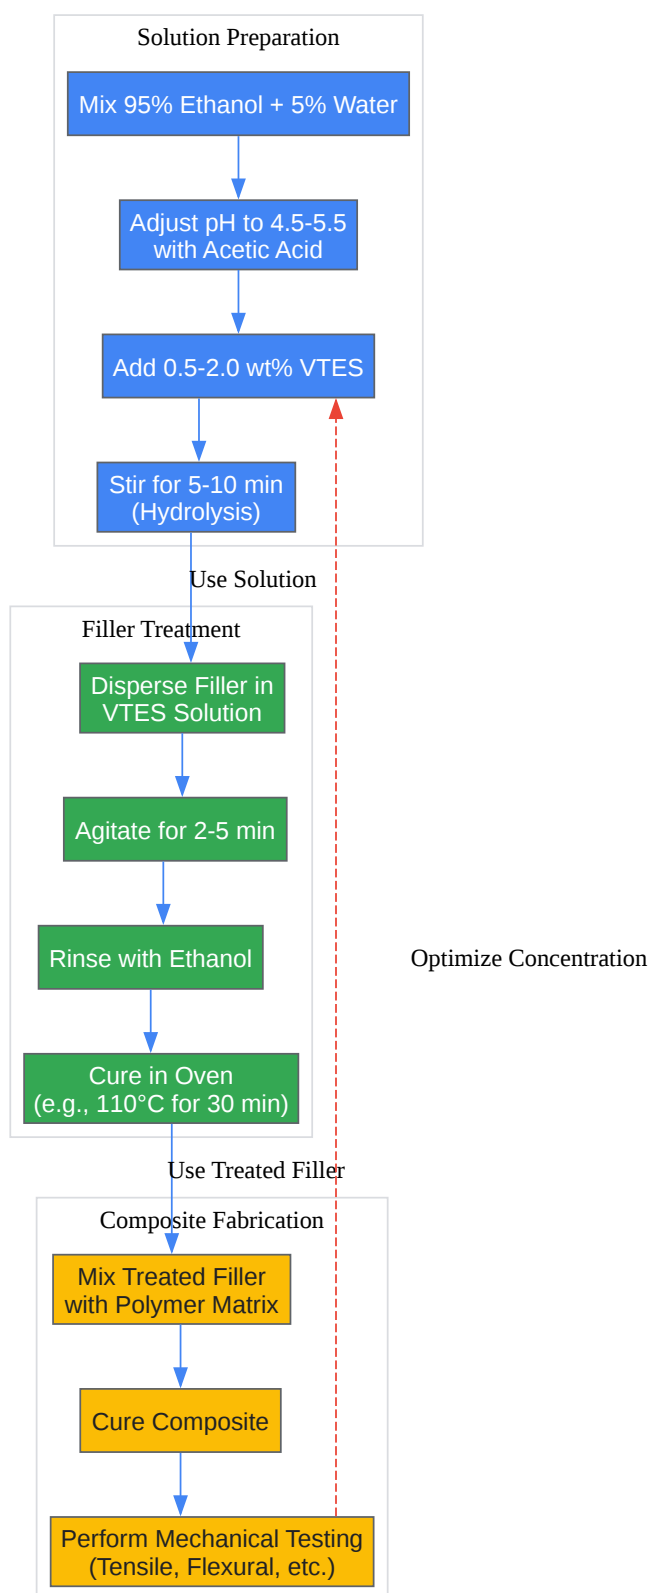 Solution Preparation
Mix 95% Ethanol + 5% Water
Adjust pH to 4.5-5.5
with Acetic Acid
Add 0.5-2.0 wt% VTES
Stir for 5-10 min
(Hydrolysis)
Use Solution
Filler Treatment
Disperse Filler in
VTES Solution
Agitate for 2-5 min
Rinse with Ethanol
Optimize Concentration
Cure in Oven
(e.g., 110°C for 30 min)
Use Treated Filler
Composite Fabrication
Mix Treated Filler
with Polymer Matrix
Cure Composite
Perform Mechanical Testing
(Tensile, Flexural, etc.)